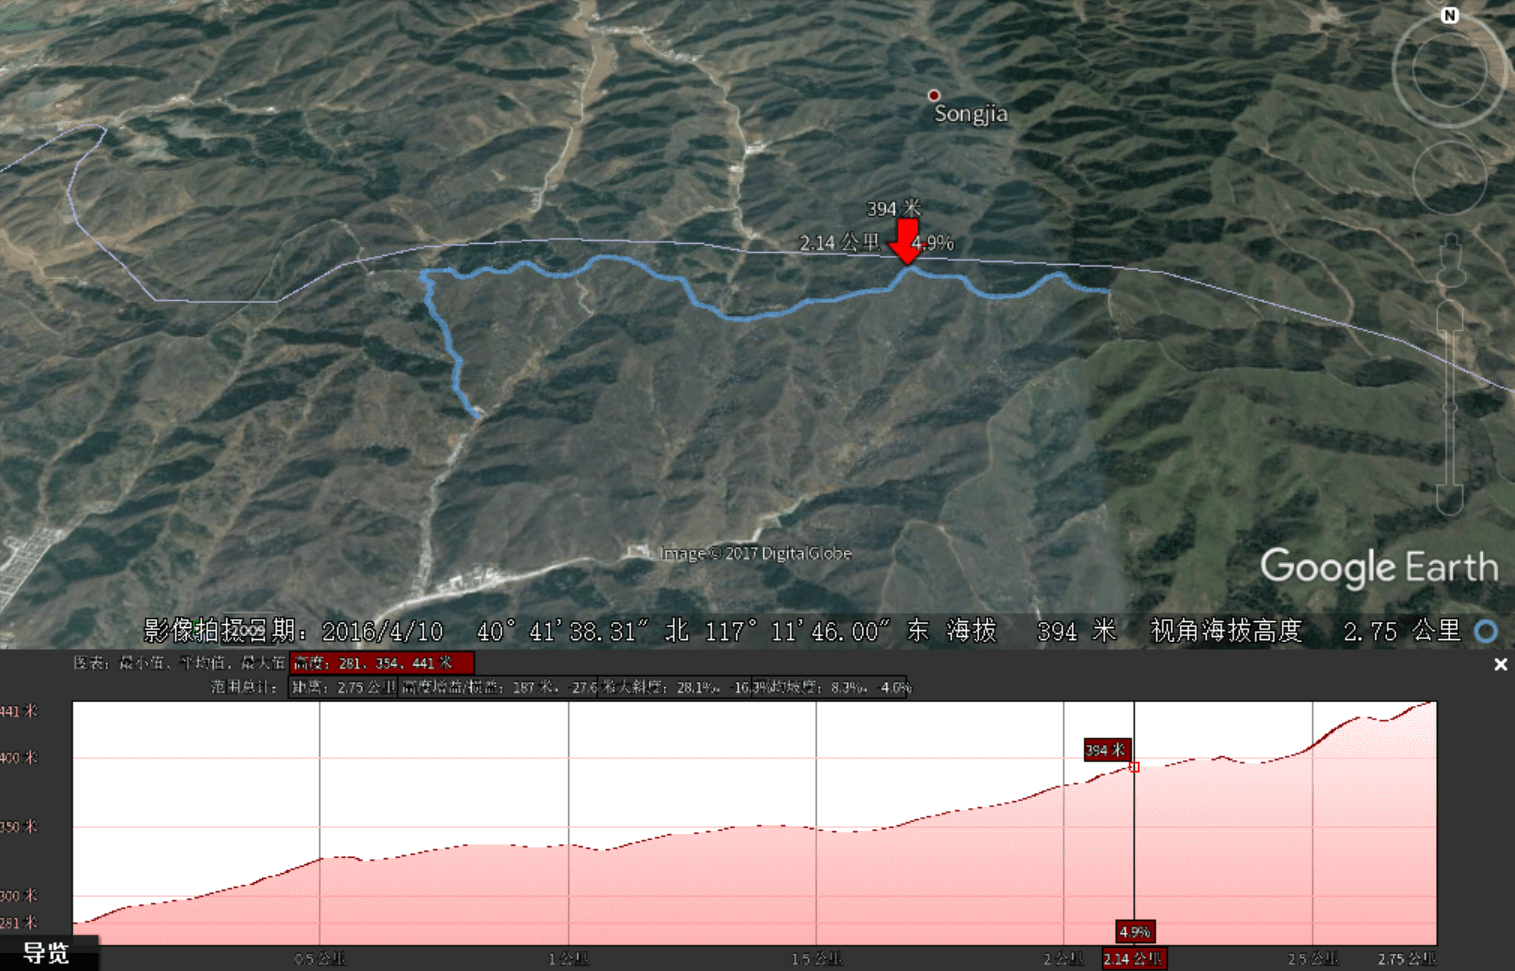 N
Songjia
394 米
2.14 公里 4.9%
Image © 2017 DigitalGlobe
Google Earth
2009
影像拍摄日期: 2016/4/10 40° 41'38.31" 北 117° 11'46.00" 东 海拔 394 米 视角海拔高度 2.75 公里
图表: 最小值、平均值、最大值 高度: 281、354、441 米
范围总计: 距离: 2.75 公里 高度增益/损益: 187 米, -27.6 米 最大斜度: 28.1%, -16.3% 平均坡度: 8.3%, -4.0%
441 米
400 米
394 米
350 米
300 米
281 米
4.9%
导览
0.5 公里 1 公里 1.5 公里 2 公里 2.14 公里 2.5 公里 2.75 公里